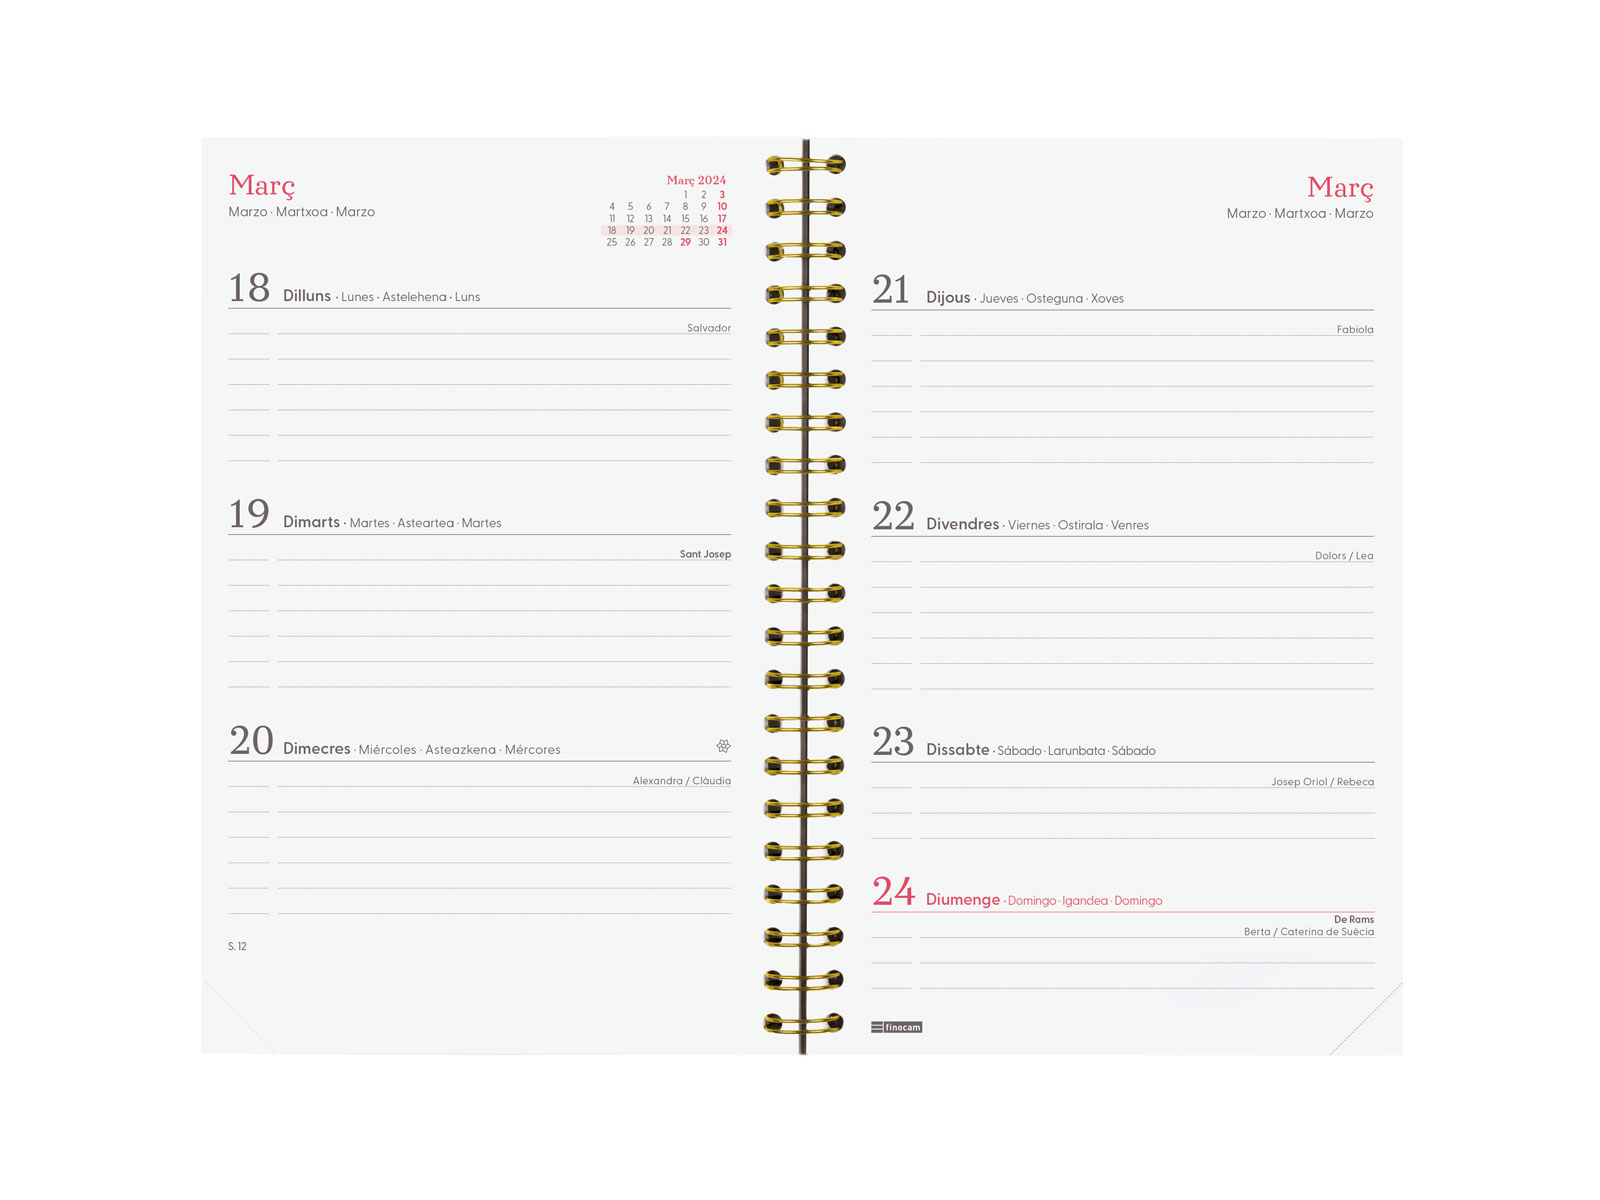 Març
Marzo · Martxoa · Marzo
Març 2024
1 2 3
4 5 6 7 8 9 10
11 12 13 14 15 16 17
18 19 20 21 22 23 24
25 26 27 28 29 30 31
18 Dilluns · Lunes · Astelehena · Luns
Salvador
19 Dimarts · Martes · Asteartea · Martes
Sant Josep
20 Dimecres · Miércoles · Asteazkena · Mércores
Alexandra / Clàudia
S. 12
Març
Marzo · Martxoa · Marzo
21 Dijous · Jueves · Osteguna · Xoves
Fabiola
22 Divendres · Viernes · Ostirala · Venres
Dolors / Lea
23 Dissabte · Sábado · Larunbata · Sábado
Josep Oriol / Rebeca
24 Diumenge · Domingo · Igandea · Domingo
De Rams
Berta / Caterina de Suècia
finocam